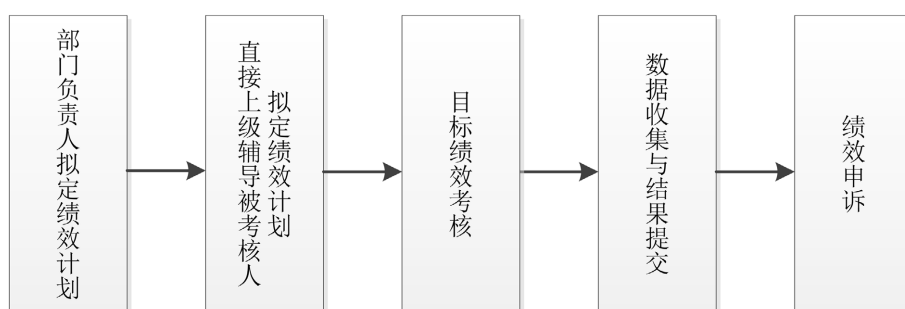 部门负责人拟定绩效计划
直接上级辅导被考核人
拟定绩效计划
目标绩效考核
数据收集与结果提交
绩效申诉